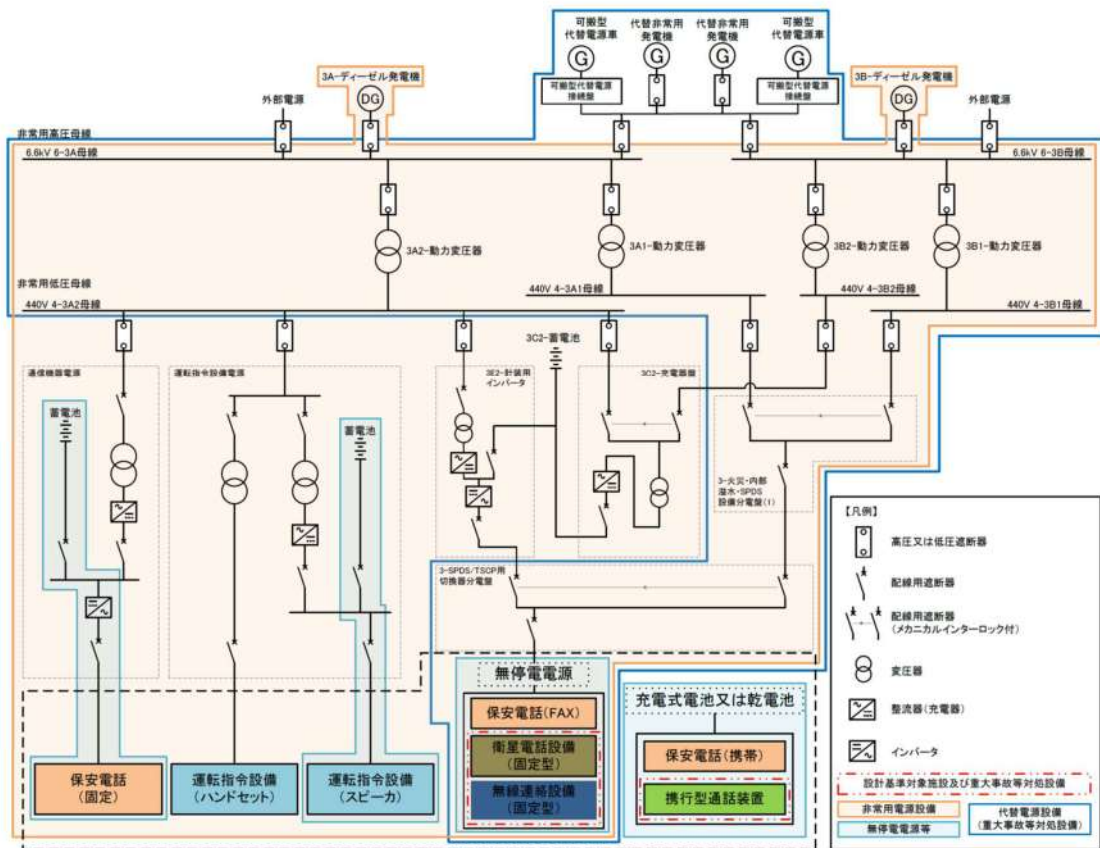 可搬型
代替電源車
代替非常用
発電機
代替非常用
発電機
可搬型
代替電源車
G
G
G
G
可搬型代替電源
接続盤
可搬型代替電源
接続盤
3A-ディーゼル発電機
DG
3B-ディーゼル発電機
DG
外部電源
外部電源
非常用高圧母線
6.6kV 6-3A母線
6.6kV 6-3B母線
3A2-動力変圧器
3A1-動力変圧器
3B2-動力変圧器
3B1-動力変圧器
非常用低圧母線
440V 4-3A2母線
440V 4-3A1母線
440V 4-3B2母線
440V 4-3B1母線
通信機器電源
蓄電池
運転指令設備電源
蓄電池
3E2-計装用
インバータ
3C2-蓄電池
3C2-充電器盤
3-火災・内部
溢水・SPDS
設備分電盤(1)
3-SPDS/TSCP用
切換器分電盤
無停電電源
保安電話(FAX)
衛星電話設備
(固定型)
無線連絡設備
(固定型)
充電式電池又は乾電池
保安電話(携帯)
携行型通話装置
保安電話
(固定)
運転指令設備
(ハンドセット)
運転指令設備
(スピーカ)
【凡例】
高圧又は低圧遮断器
配線用遮断器
配線用遮断器
(メカニカルインターロック付)
変圧器
整流器(充電器)
インバータ
設計基準対象施設及び重大事故等対処設備
非常用電源設備
無停電電源等
代替電源設備
(重大事故等対処設備)